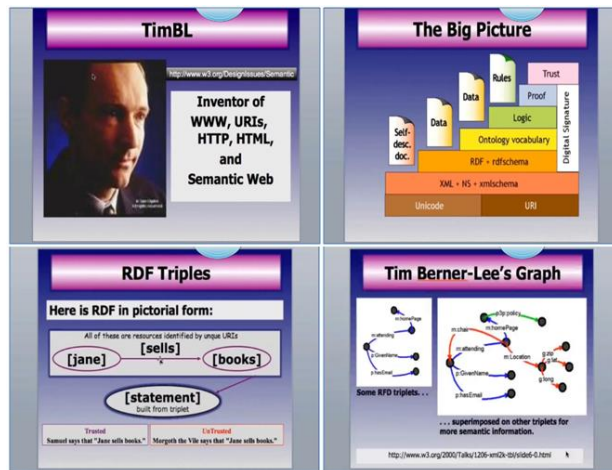 TimBL
http://www.w3.org/DesignIssues/Semantic
Inventor of
WWW, URIs,
HTTP, HTML,
and
Semantic Web
The Big Picture
Rules
Trust
Data
Proof
Data
Logic
Self-
desc.
doc.
Ontology vocabulary
Digital Signature
RDF + rdfschema
XML + NS + xmlschema
Unicode
URI
RDF Triples
Here is RDF in pictorial form:
All of these are resources identified by unque URIs
[jane]
[sells]
[books]
[statement]
built from triplet
Trusted
Samuel says that "Jane sells books."
UnTrusted
Morgoth the Vile says that "Jane sells books."
Tim Berner-Lee's Graph
m:homePage
m:attending
p:GivenName
p:hasEmail
Some RFD triplets . . .
p3p:policy
m:chair
m:homePage
m:attending
m:Location
g:zip
g:lat
g:long
p:GivenName
p:hasEmail
. . . . superimposed on other triplets for
more semantic information.
http://www.w3.org/2000/Talks/1206-xml2k-tbl/slide6-0.html